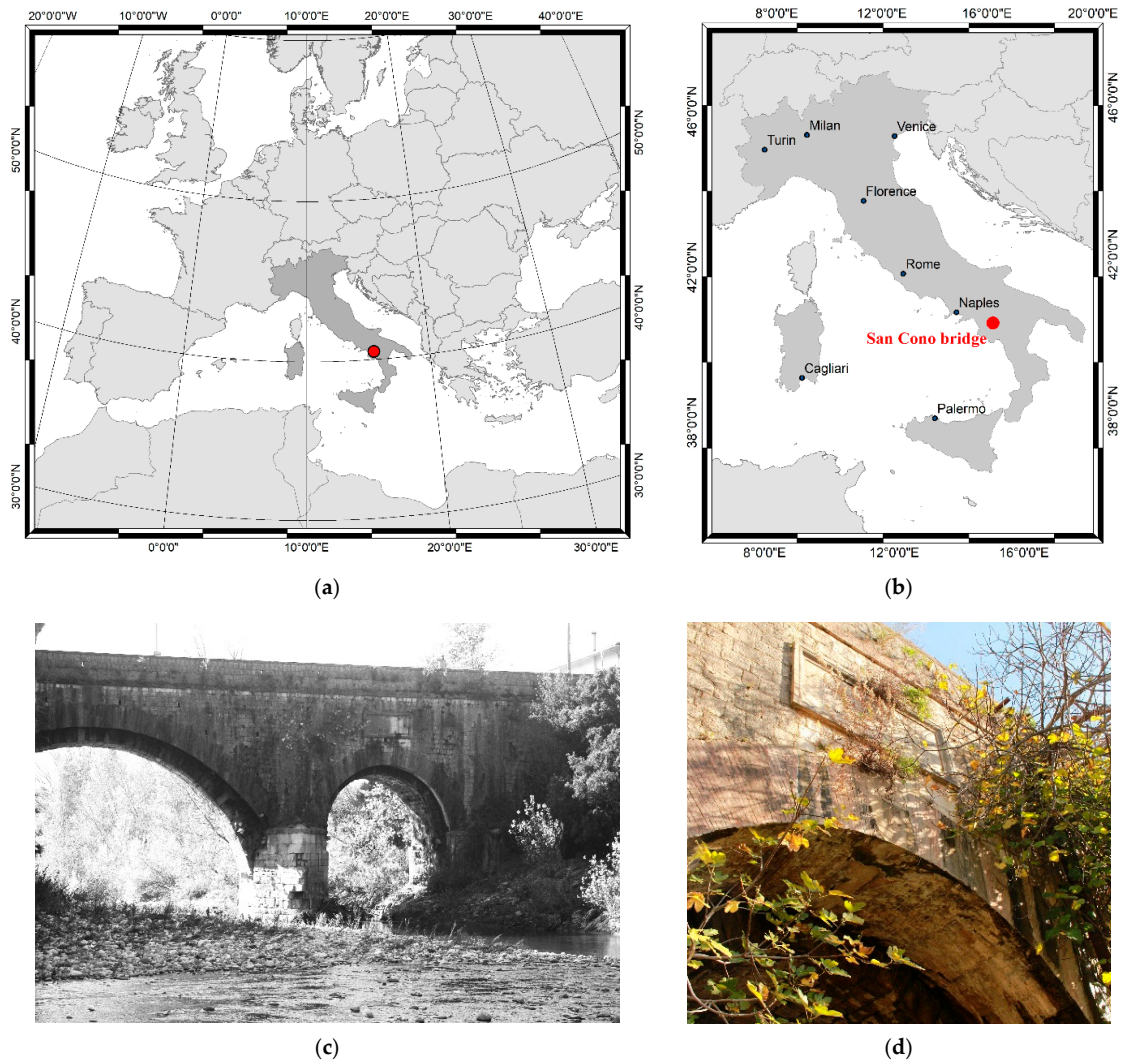 20°0'0"W 10°0'0"W 0°0'0" 10°0'0"E 20°0'0"E 30°0'0"E 40°0'0"E
50°0'0"N
40°0'0"N
30°0'0"N
50°0'0"N
40°0'0"N
30°0'0"N
0°0'0" 10°0'0"E 20°0'0"E 30°0'0"E
(a)
8°0'0"E 12°0'0"E 16°0'0"E 20°0'0"E
46°0'0"N
42°0'0"N
38°0'0"N
46°0'0"N
42°0'0"N
38°0'0"N
Milan
Venice
Turin
Florence
Rome
Naples
San Cono bridge
Cagliari
Palermo
8°0'0"E 12°0'0"E 16°0'0"E
(b)
(c)
(d)